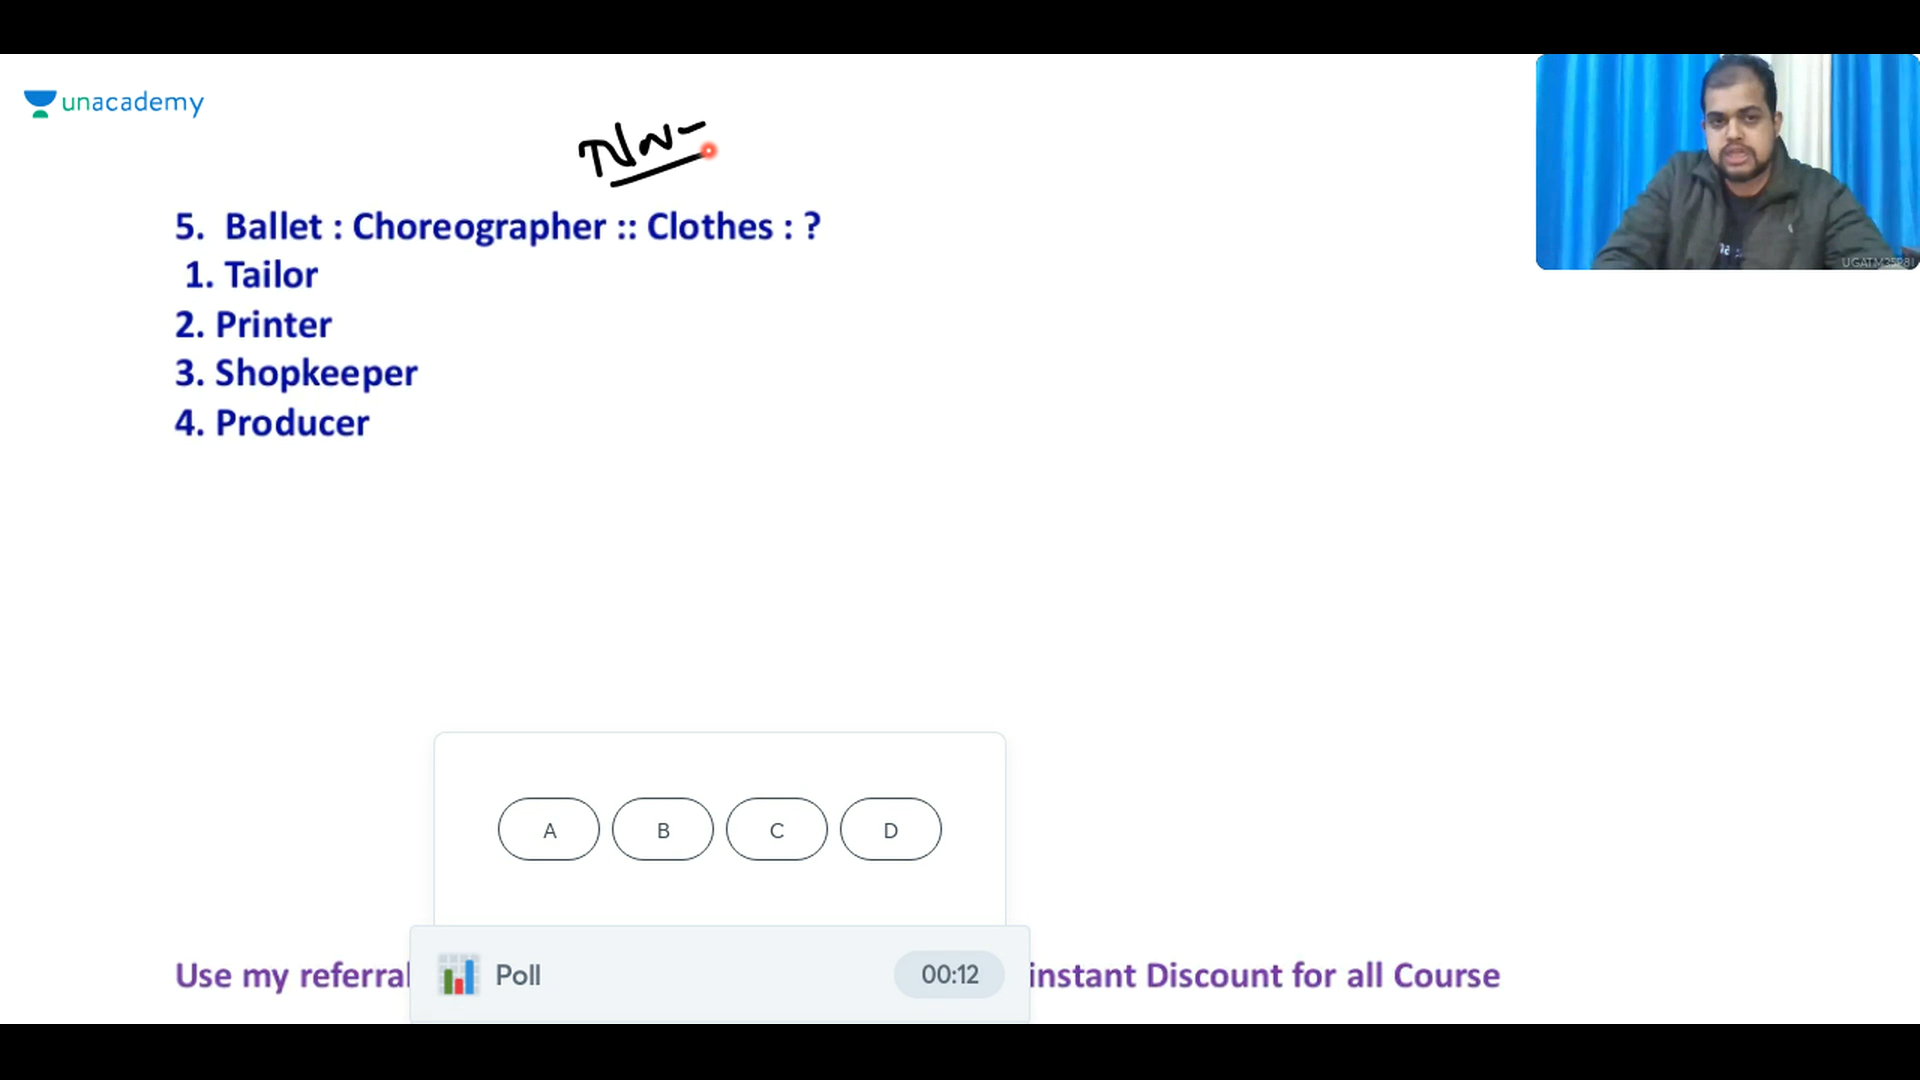 unacademy
5. Ballet : Choreographer :: Clothes : ?
1. Tailor
2. Printer
3. Shopkeeper
4. Producer
A B C D
Use my referral
Poll
00:12
instant Discount for all Course